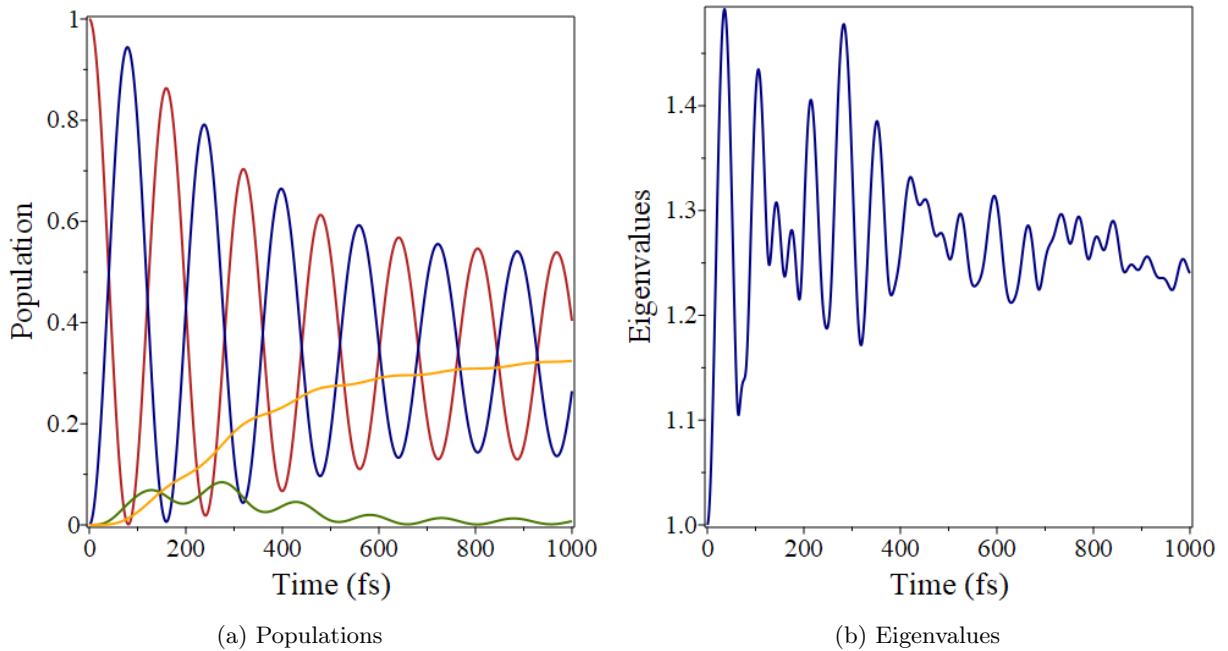 1
0.8
0.6
0.4
0.2
0
Population
0 200 400 600 800 1000
Time (fs)
(a) Populations
1.4
1.3
1.2
1.1
1.0
Eigenvalues
0 200 400 600 800 1000
Time (fs)
(b) Eigenvalues